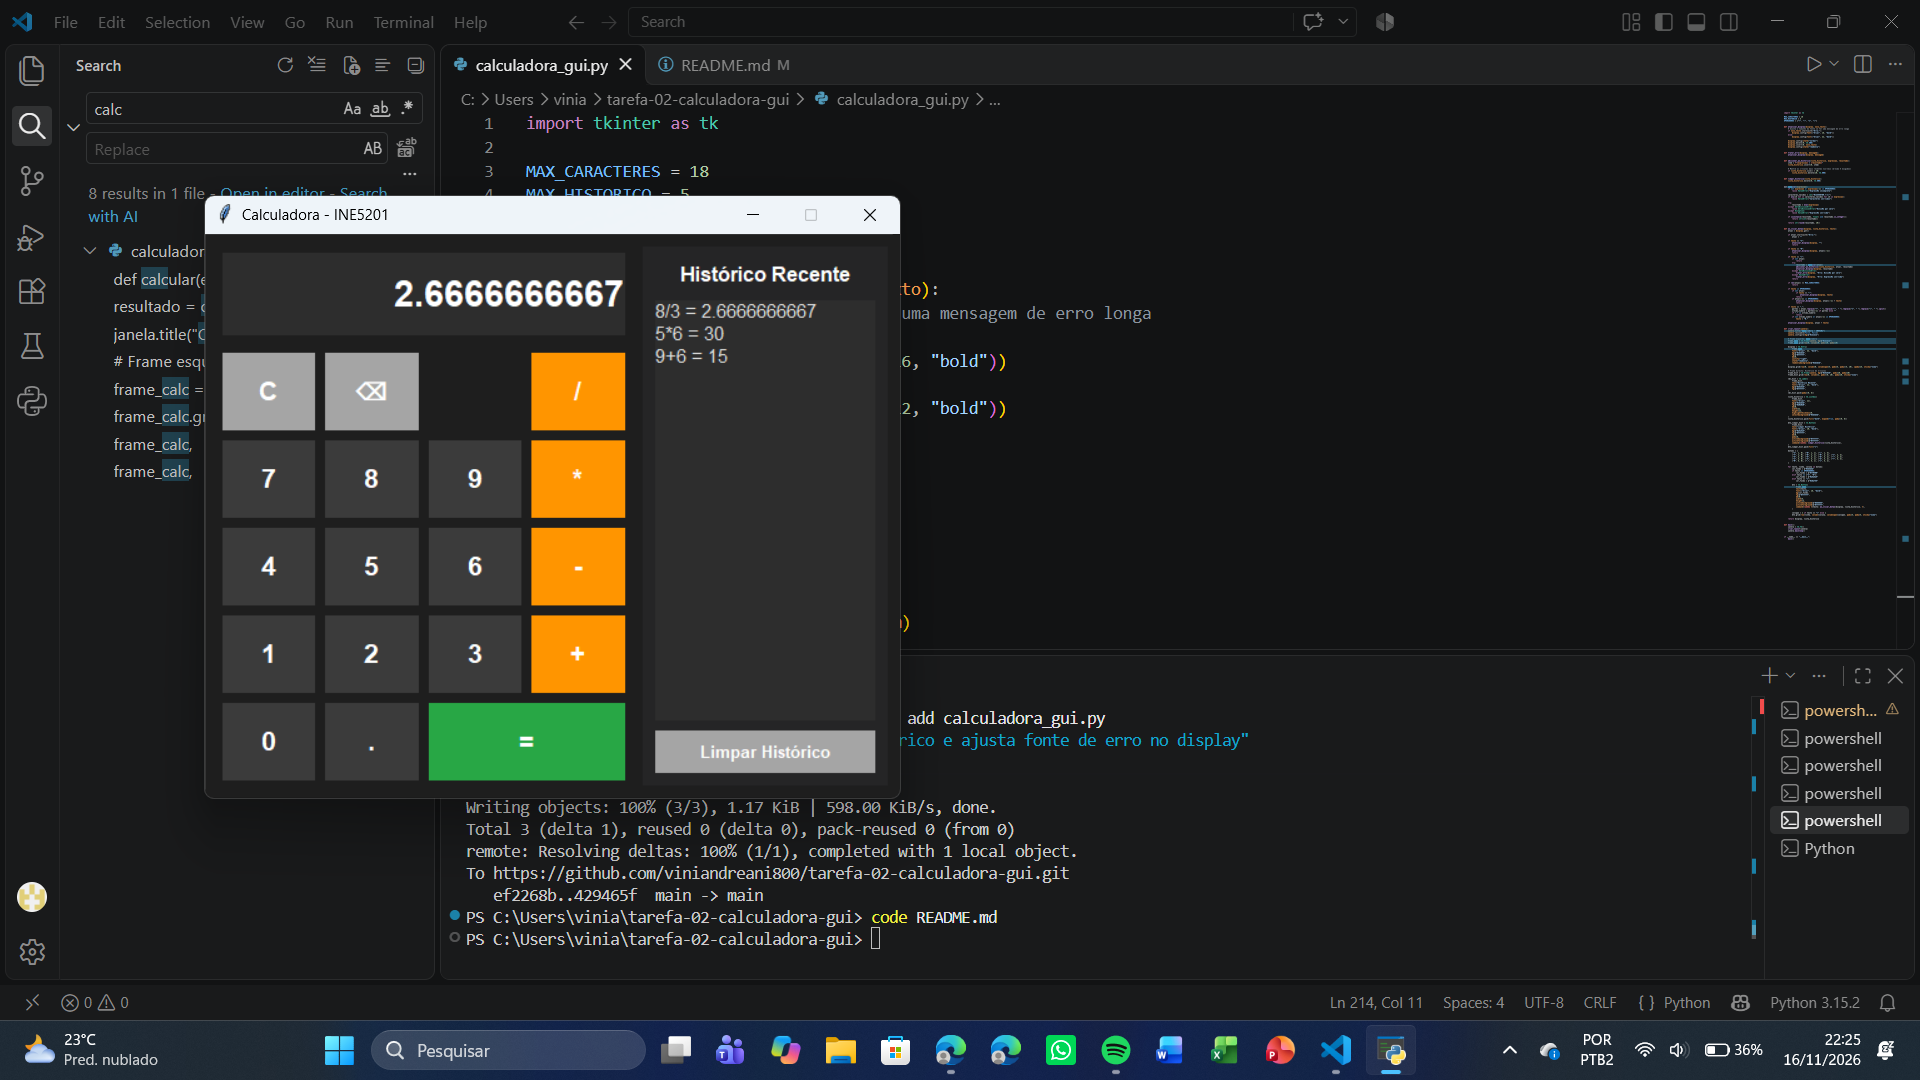 File Edit Selection View Go Run Terminal Help
Search
Search
calc
Aa ab .*
Replace
AB
8 results in 1 file - Open in editor - Search
with AI
calculador
def calcular(e
resultado = c
janela.title("C
# Frame esqu
frame_calc =
frame_calc.gr
frame_calc,
frame_calc,
calculadora_gui.py
README.md M
C: > Users > vinia > tarefa-02-calculadora-gui > calculadora_gui.py > ...
1 import tkinter as tk
2
3 MAX_CARACTERES = 18
4 MAX_HISTORICO = 5
to):
uma mensagem de erro longa
6, "bold"))
2, "bold"))
)
Calculadora - INE5201
2.6666666667
C ⌫ /
7 8 9 *
4 5 6 -
1 2 3 +
0 . =
Histórico Recente
8/3 = 2.6666666667
5*6 = 30
9+6 = 15
Limpar Histórico
add calculadora_gui.py
rico e ajusta fonte de erro no display"
Writing objects: 100% (3/3), 1.17 KiB | 598.00 KiB/s, done.
Total 3 (delta 1), reused 0 (delta 0), pack-reused 0 (from 0)
remote: Resolving deltas: 100% (1/1), completed with 1 local object.
To https://github.com/viniandreani800/tarefa-02-calculadora-gui.git
ef2268b..429465f main -> main
PS C:\Users\vinia\tarefa-02-calculadora-gui> code README.md
PS C:\Users\vinia\tarefa-02-calculadora-gui>
powersh...
powershell
powershell
powershell
powershell
Python
0 0
Ln 214, Col 11 Spaces: 4 UTF-8 CRLF { } Python Python 3.15.2
23°C
Pred. nublado
Pesquisar
POR
PTB2
36%
22:25
16/11/2026